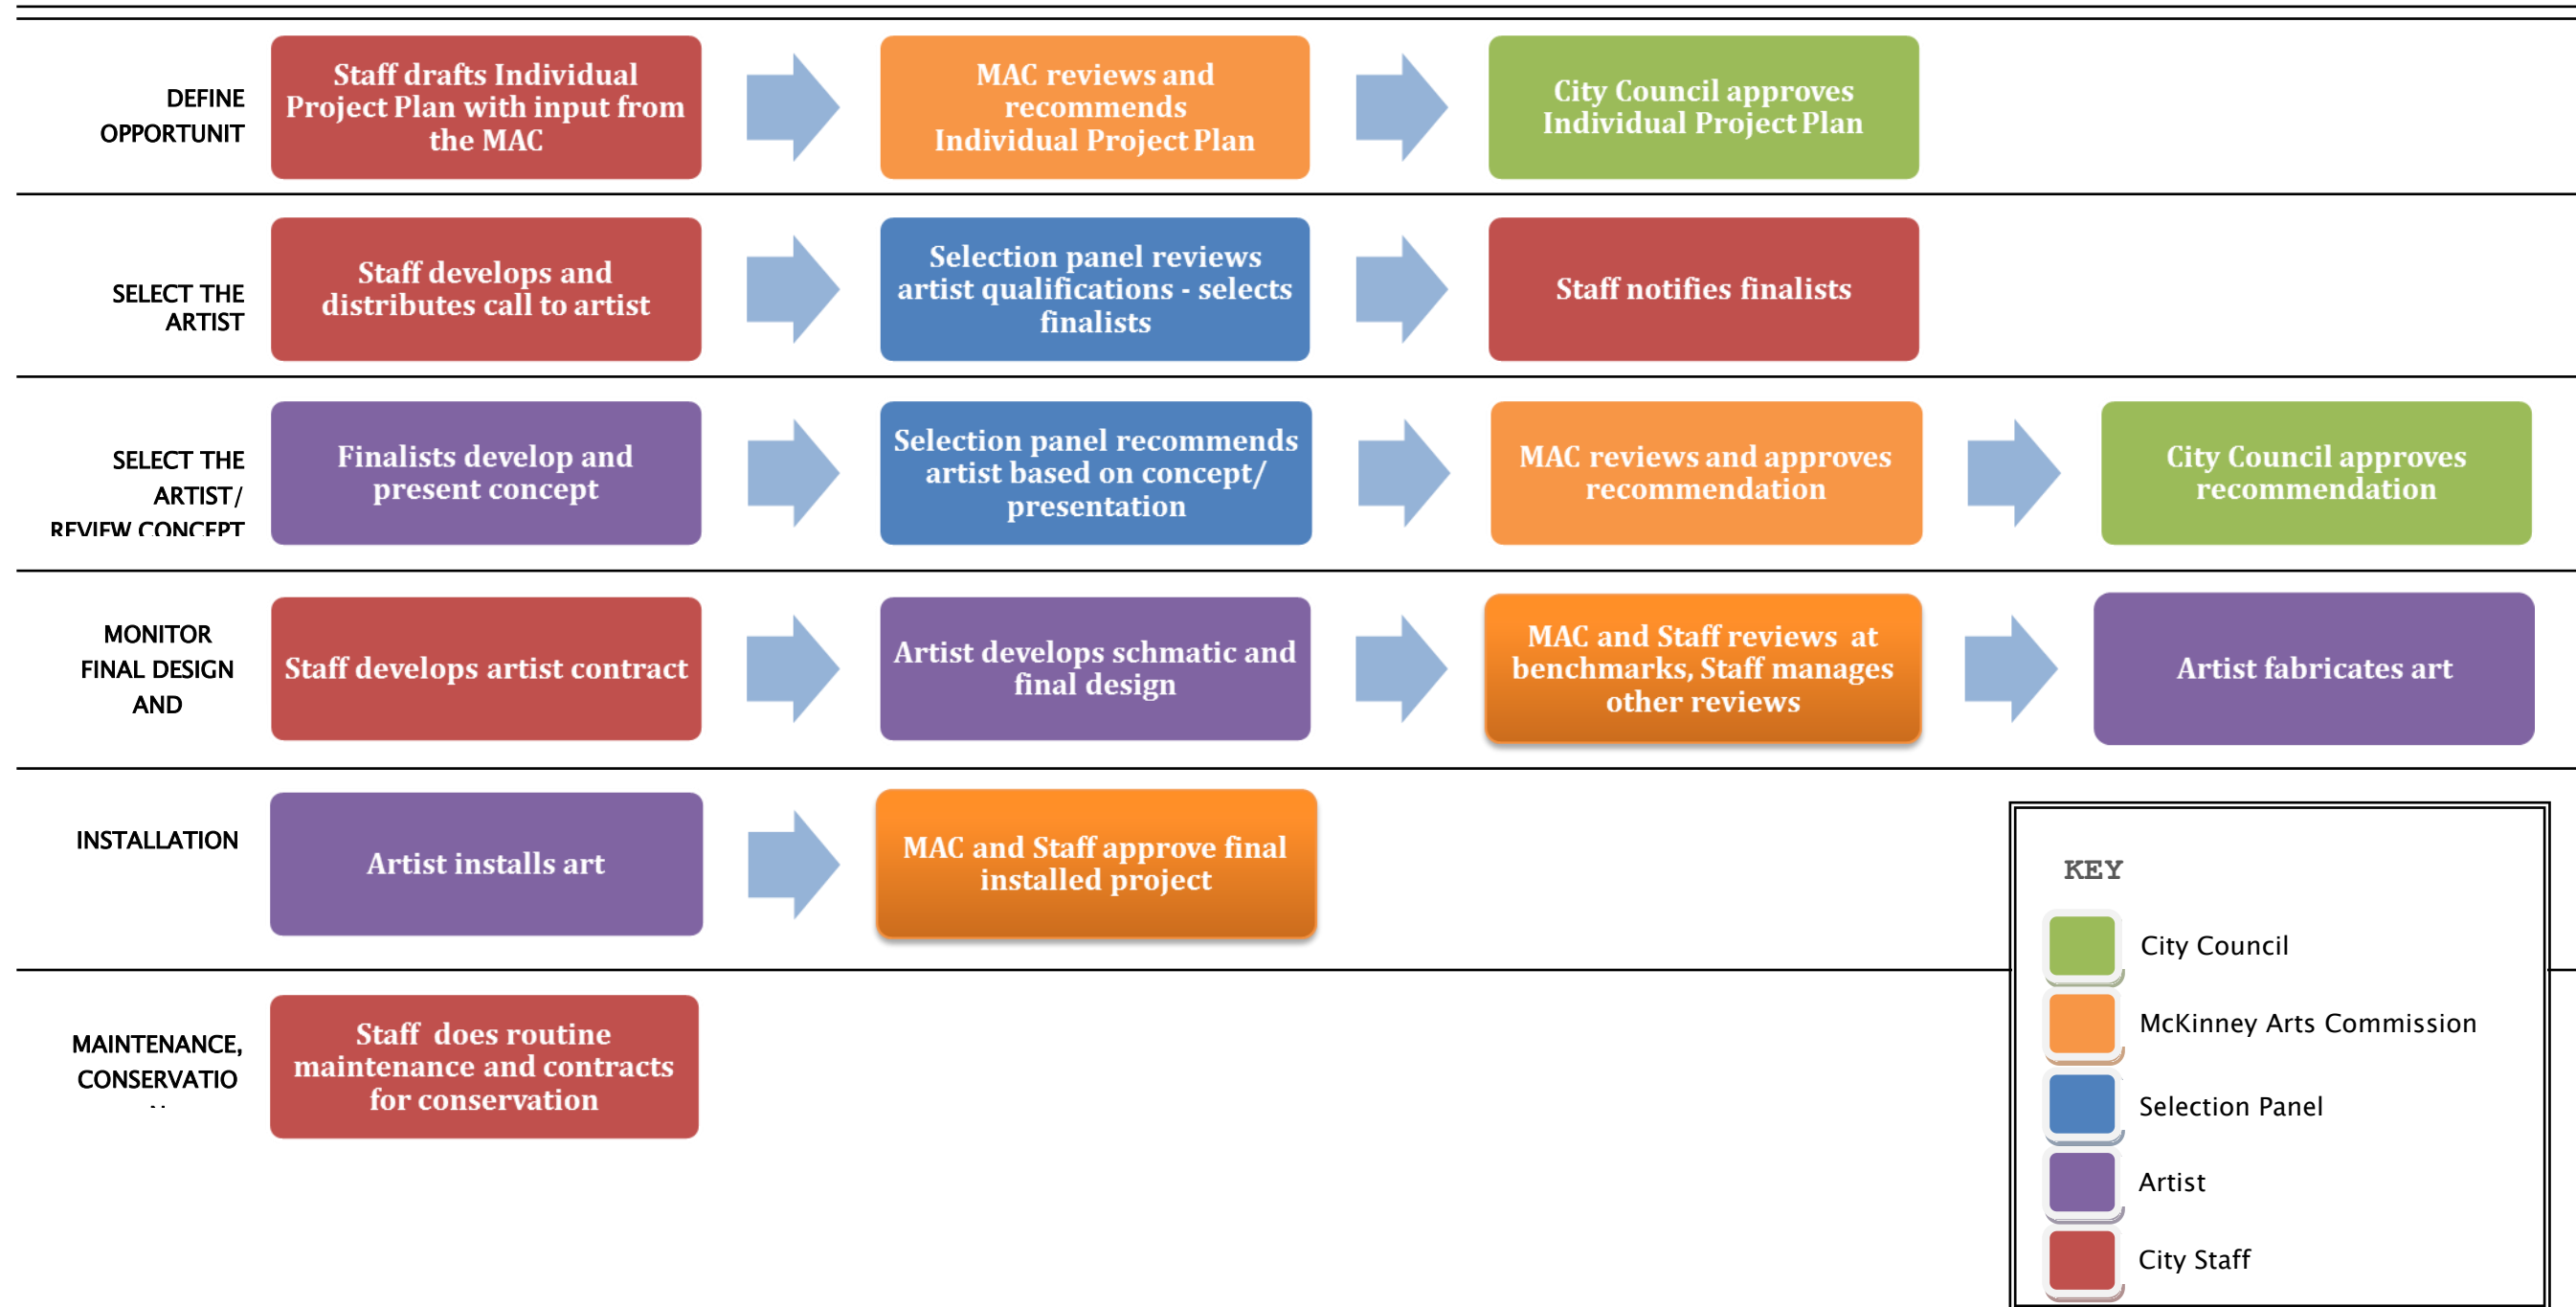 DEFINE
OPPORTUNIT
Staff drafts Individual
Project Plan with input from
the MAC
MAC reviews and
recommends
Individual Project Plan
City Council approves
Individual Project Plan
SELECT THE
ARTIST
Staff develops and
distributes call to artist
Selection panel reviews
artist qualifications - selects
finalists
Staff notifies finalists
SELECT THE
ARTIST/
REVIEW CONCEPT
Finalists develop and
present concept
Selection panel recommends
artist based on concept/
presentation
MAC reviews and approves
recommendation
City Council approves
recommendation
MONITOR
FINAL DESIGN
AND
Staff develops artist contract
Artist develops schmatic and
final design
MAC and Staff reviews at
benchmarks, Staff manages
other reviews
Artist fabricates art
INSTALLATION
Artist installs art
MAC and Staff approve final
installed project
MAINTENANCE,
CONSERVATIO
Staff does routine
maintenance and contracts
for conservation
KEY
City Council
McKinney Arts Commission
Selection Panel
Artist
City Staff